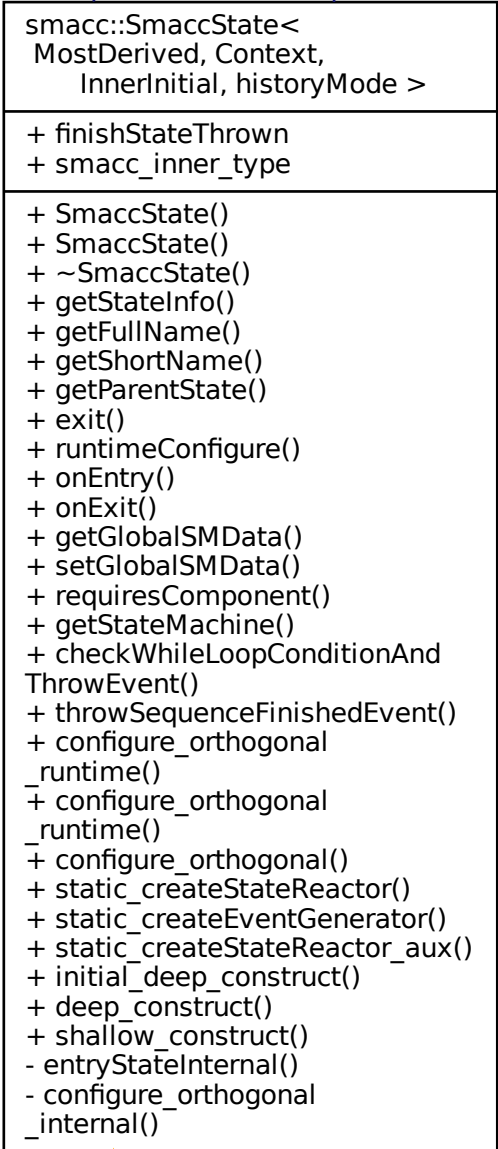 smacc::SmaccState<
MostDerived, Context,
InnerInitial, historyMode >
+ finishStateThrown
+ smacc_inner_type
+ SmaccState()
+ SmaccState()
+ ~SmaccState()
+ getStateInfo()
+ getFullName()
+ getShortName()
+ getParentState()
+ exit()
+ runtimeConfigure()
+ onEntry()
+ onExit()
+ getGlobalSMData()
+ setGlobalSMData()
+ requiresComponent()
+ getStateMachine()
+ checkWhileLoopConditionAnd
ThrowEvent()
+ throwSequenceFinishedEvent()
+ configure_orthogonal
_runtime()
+ configure_orthogonal
_runtime()
+ configure_orthogonal()
+ static_createStateReactor()
+ static_createEventGenerator()
+ static_createStateReactor_aux()
+ initial_deep_construct()
+ deep_construct()
+ shallow_construct()
- entryStateInternal()
- configure_orthogonal
_internal()